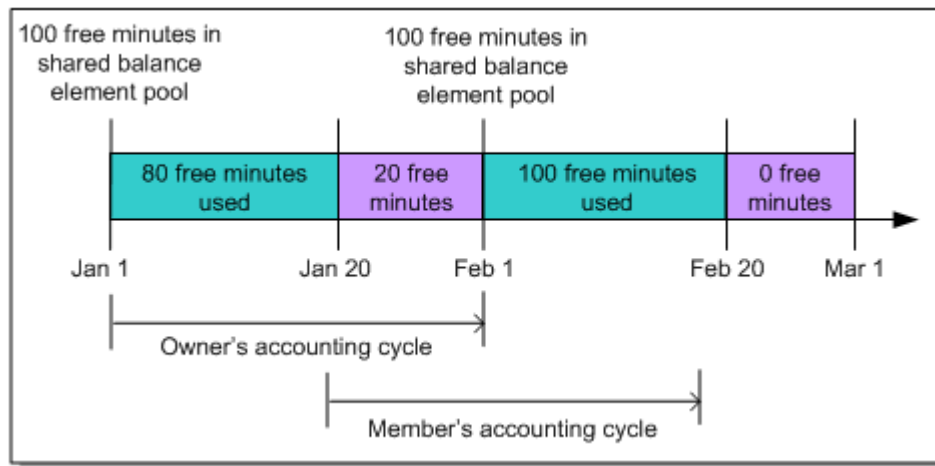 100 free minutes in
shared balance
element pool
100 free minutes in
shared balance
element pool
80 free minutes
used
20 free
minutes
100 free minutes
used
0 free
minutes
Jan 1
Jan 20
Feb 1
Feb 20
Mar 1
Owner's accounting cycle
Member's accounting cycle